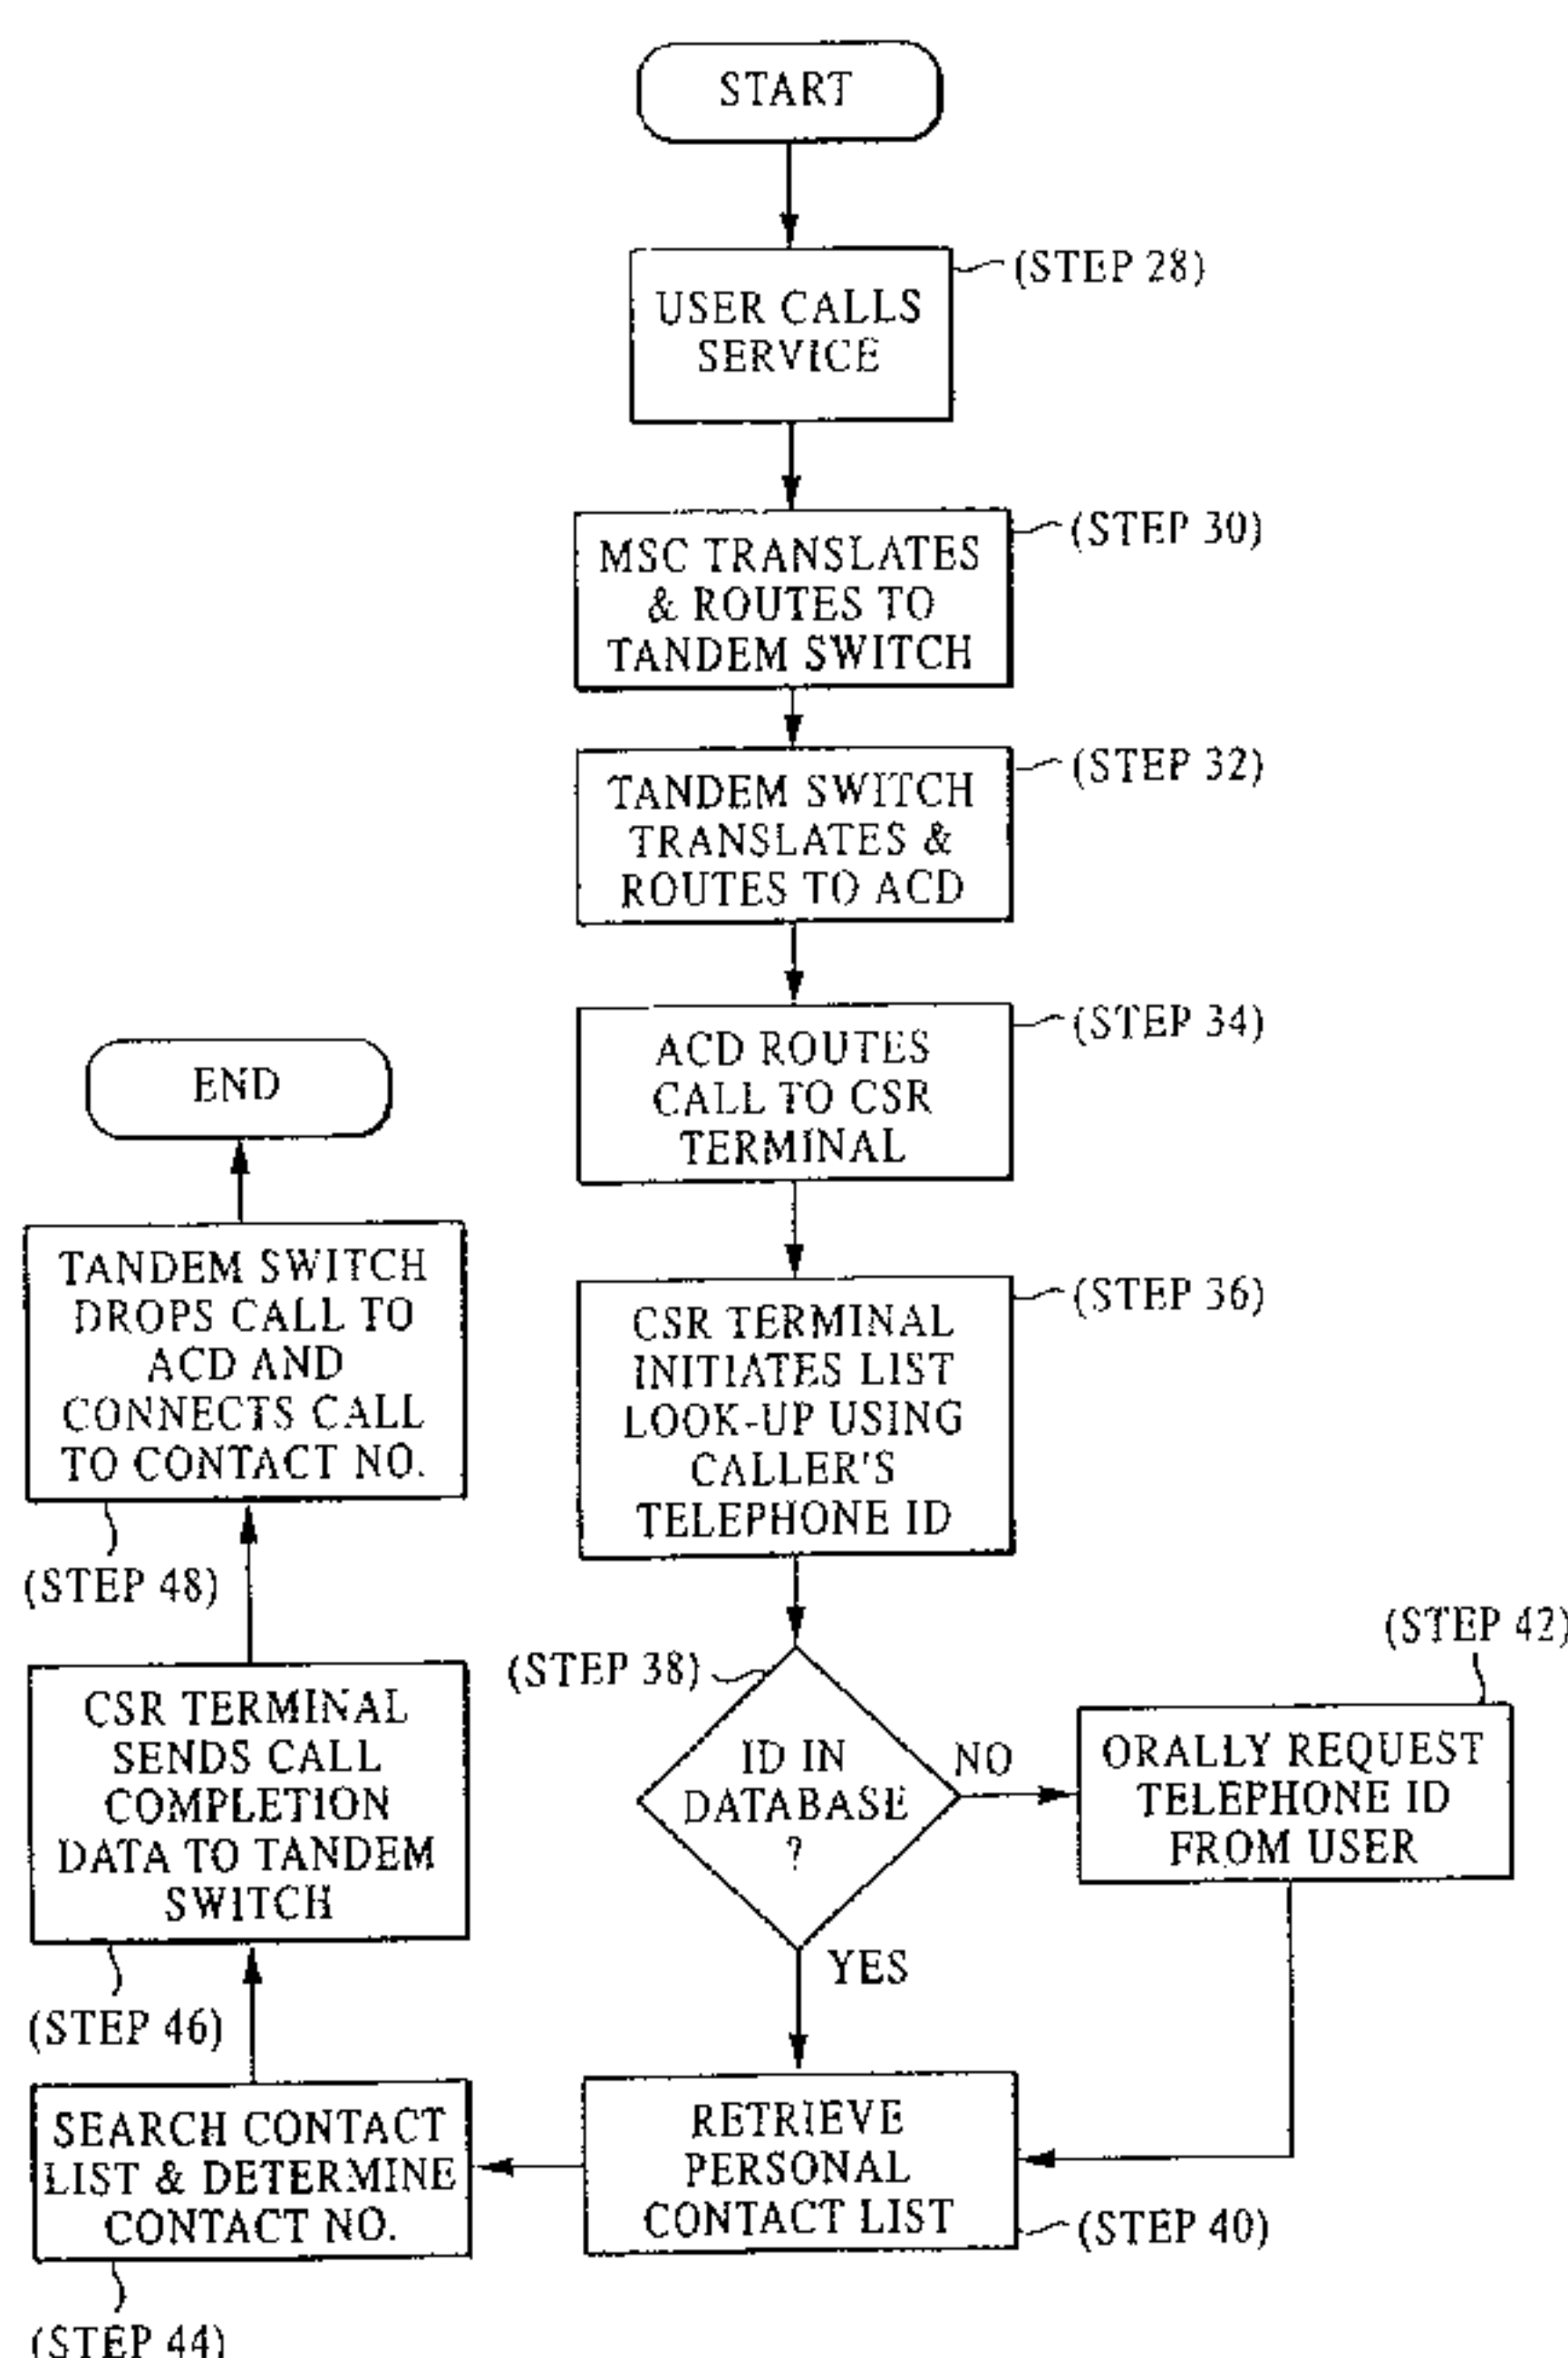 START
(STEP 28)
USER CALLS
SERVICE
(STEP 30)
MSC TRANSLATES
& ROUTES TO
TANDEM SWITCH
(STEP 32)
TANDEM SWITCH
TRANSLATES &
ROUTES TO ACD
(STEP 34)
ACD ROUTES
CALL TO CSR
TERMINAL
(STEP 36)
CSR TERMINAL
INITIATES LIST
LOOK-UP USING
CALLER'S
TELEPHONE ID
(STEP 38)
ID IN
DATABASE
?
NO
(STEP 42)
ORALLY REQUEST
TELEPHONE ID
FROM USER
YES
RETRIEVE
PERSONAL
CONTACT LIST
(STEP 40)
SEARCH CONTACT
LIST & DETERMINE
CONTACT NO.
(STEP 44)
CSR TERMINAL
SENDS CALL
COMPLETION
DATA TO TANDEM
SWITCH
(STEP 46)
TANDEM SWITCH
DROPS CALL TO
ACD AND
CONNECTS CALL
TO CONTACT NO.
(STEP 48)
END